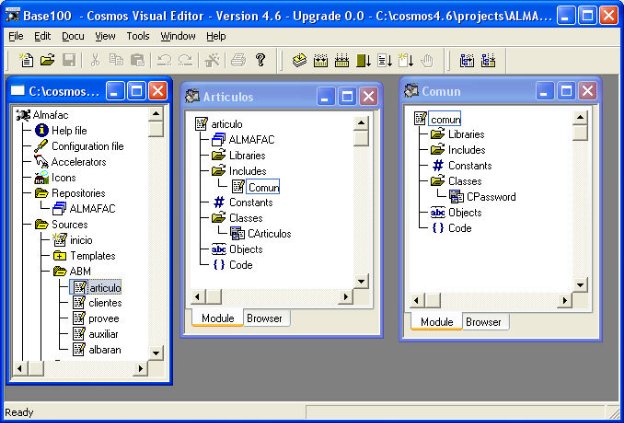 Base100 - Cosmos Visual Editor - Version 4.6 - Upgrade 0.0 - C:\cosmos4.6\projects\ALMA...
File Edit Docu View Tools Window Help
C:\cosmos...
Almafac
Help file
Configuration file
Accelerators
Icons
Repositories
ALMAFAC
Sources
inicio
Templates
ABM
articulo
clientes
provee
auxiliar
albaran
Articulos
articulo
ALMAFAC
Libraries
Includes
Comun
# Constants
Classes
CArticulos
abc Objects
{ } Code
Module Browser
Comun
comun
Libraries
Includes
# Constants
Classes
CPassword
abc Objects
{ } Code
Module Browser
Ready